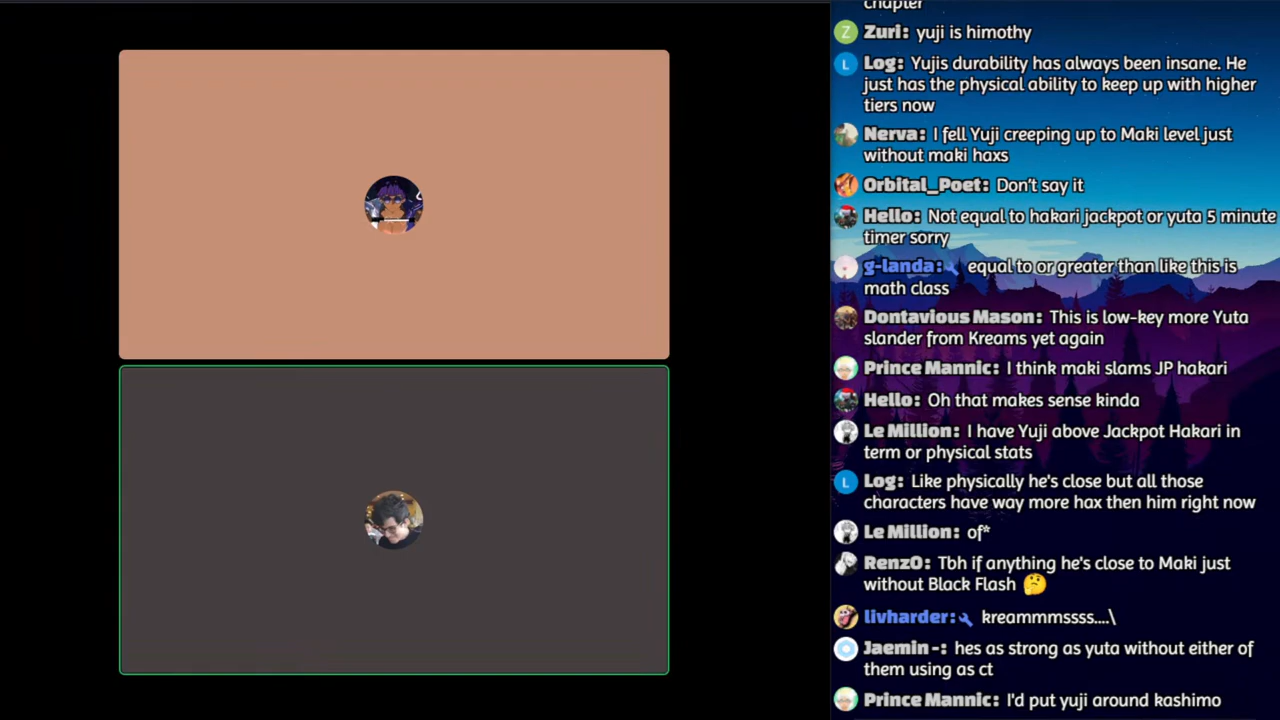 chapter
Z Zuri: yuji is himothy
L Log: Yujis durability has always been insane. He
just has the physical ability to keep up with higher
tiers now
Nerva: I fell Yuji creeping up to Maki level just
without maki haxs
Orbital_Poet: Don't say it
Hello: Not equal to hakari jackpot or yuta 5 minute
timer sorry
g-landa: equal to or greater than like this is
math class
Dontavious Mason: This is low-key more Yuta
slander from Kreams yet again
Prince Mannic: I think maki slams JP hakari
Hello: Oh that makes sense kinda
Le Million: I have Yuji above Jackpot Hakari in
term or physical stats
L Log: Like physically he's close but all those
characters have way more hax then him right now
Le Million: of*
RenzO: Tbh if anything he's close to Maki just
without Black Flash 🤔
livharder: kreammmssss....\
Jaemin -: hes as strong as yuta without either of
them using as ct
Prince Mannic: I'd put yuji around kashimo